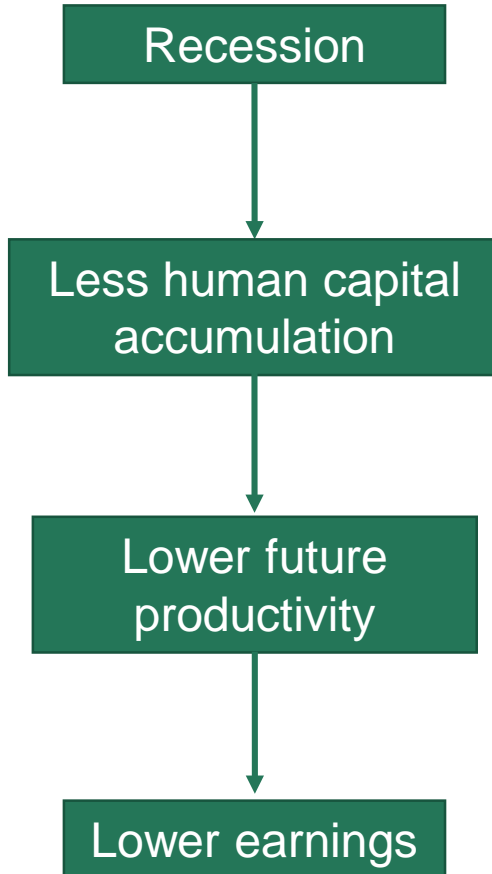 Recession
Less human capital
accumulation
Lower future
productivity
Lower earnings